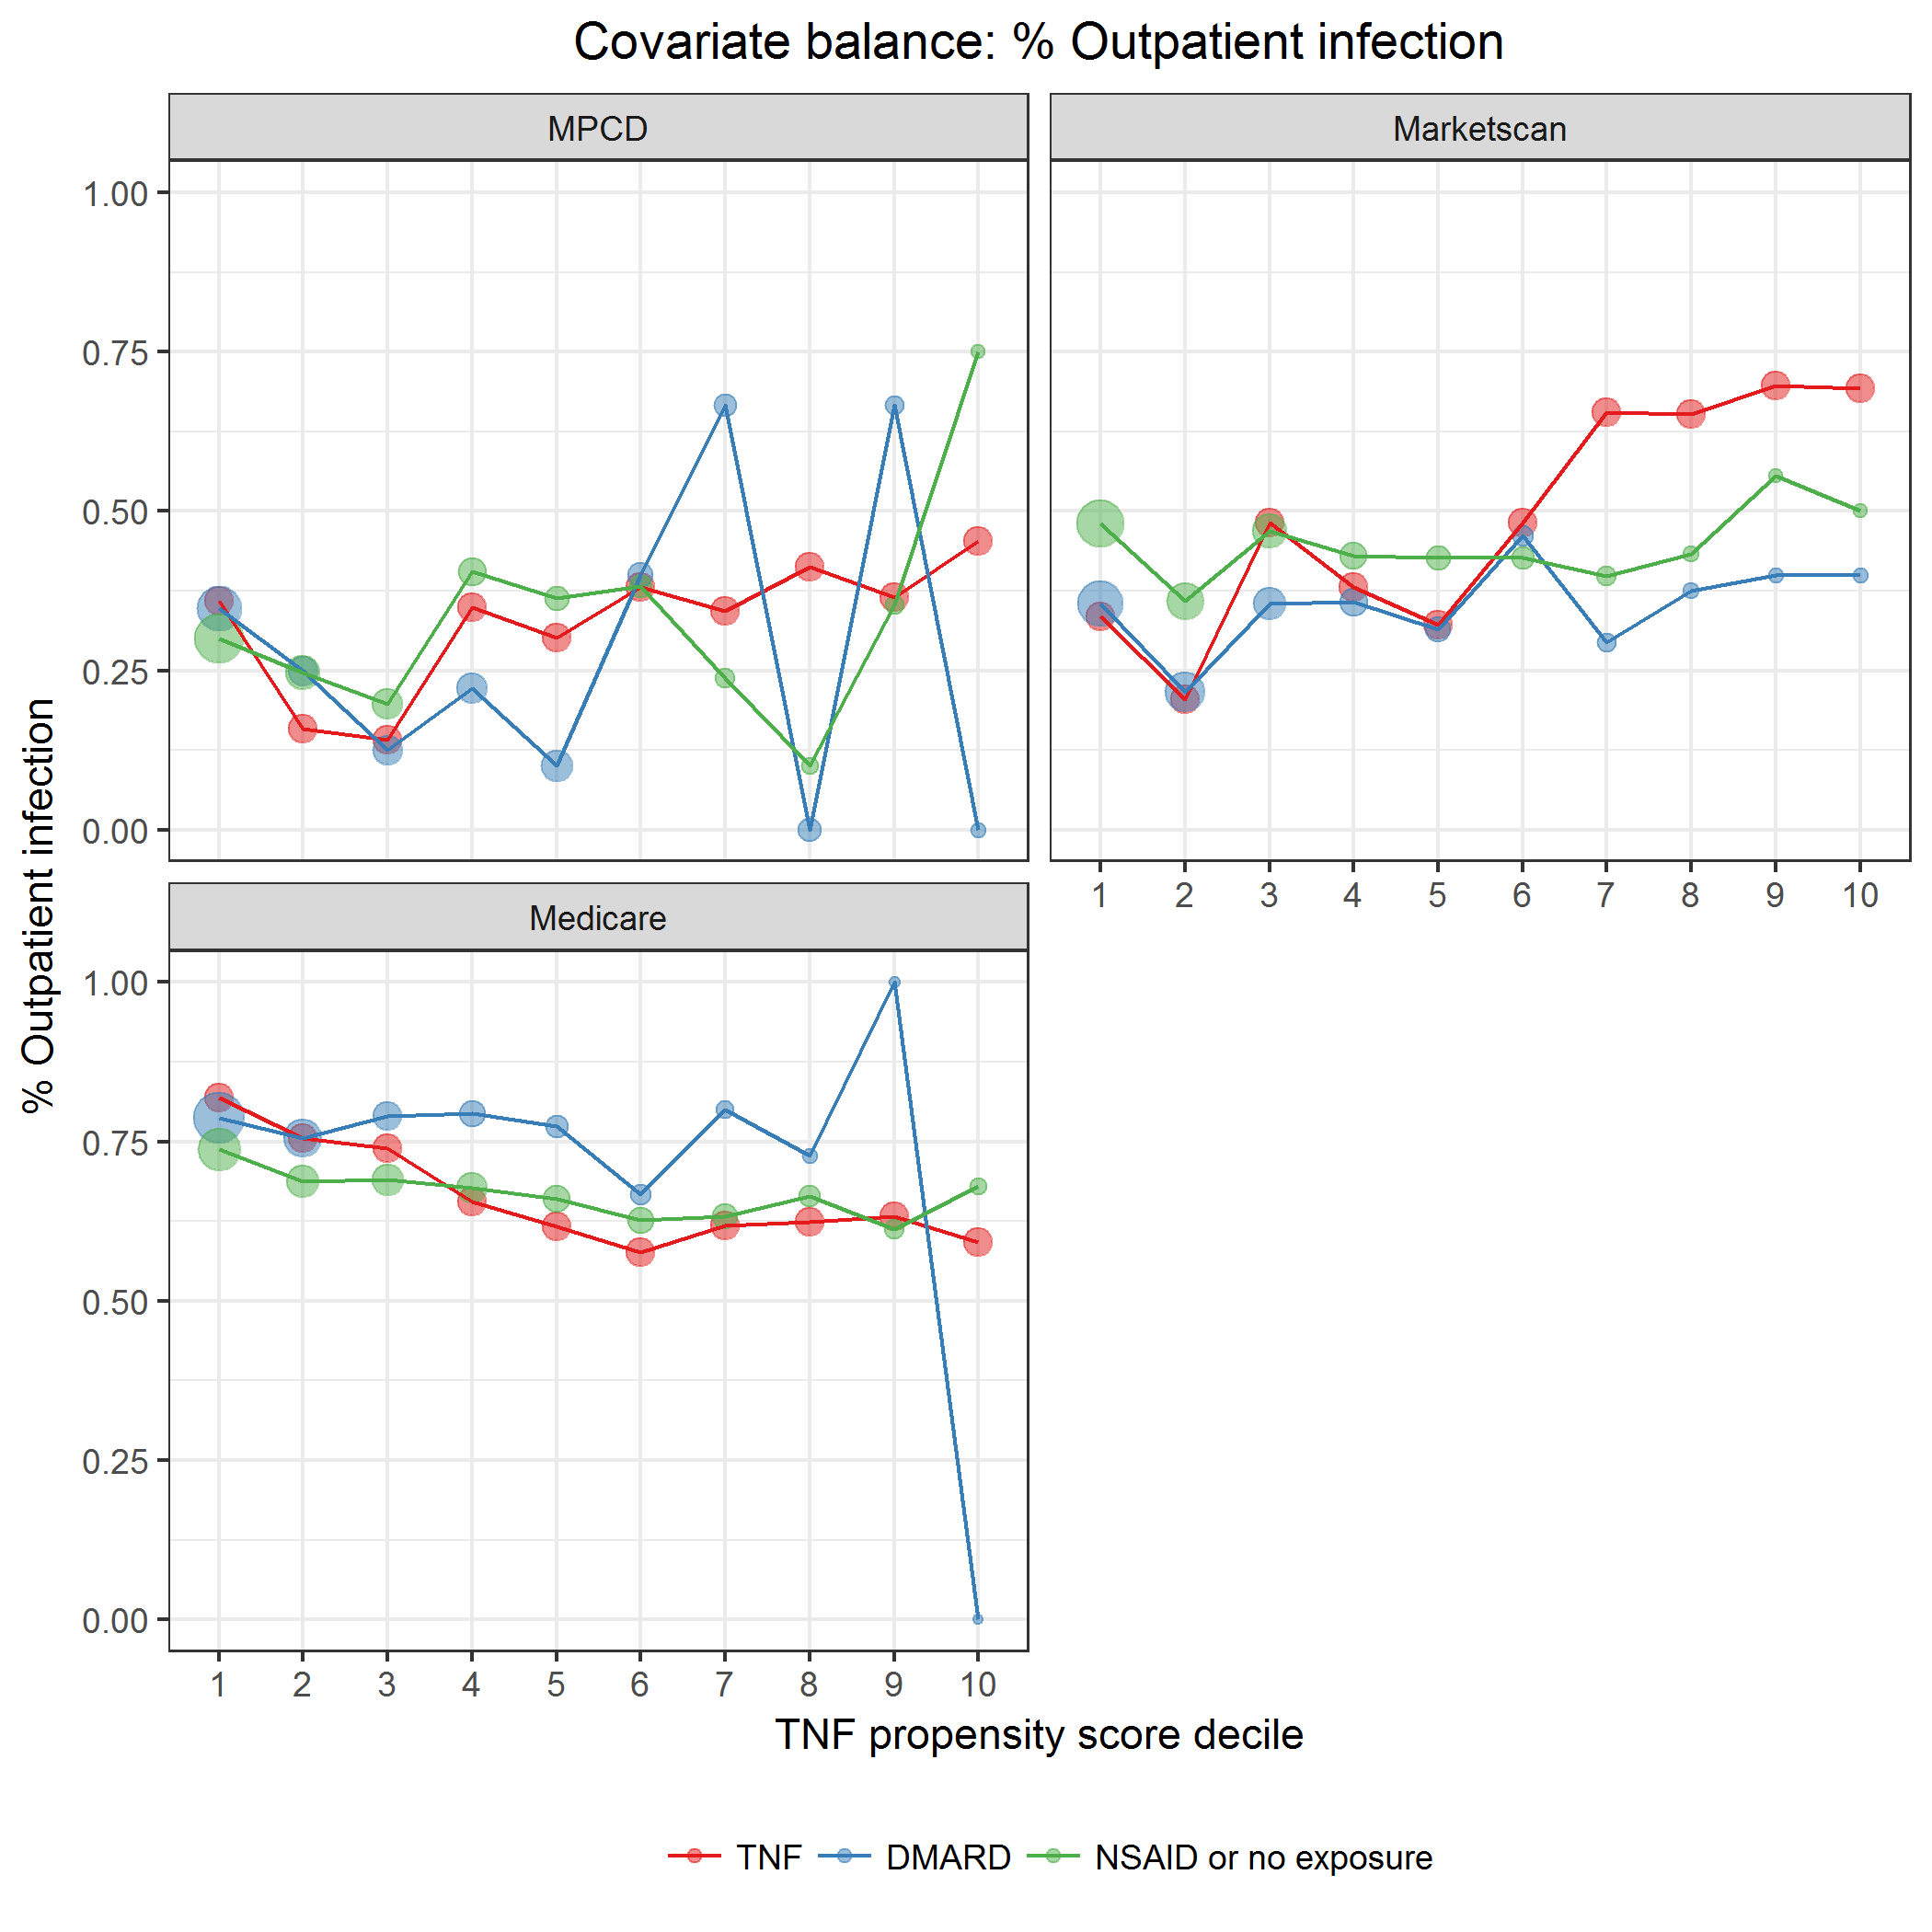 Covariate balance: % Outpatient infection
MPCD
Marketscan
1.00
0.75
0.50
0.25
0.00
1 2 3 4 5 6 7 8 9 10
Medicare
1.00
0.75
0.50
0.25
0.00
1 2 3 4 5 6 7 8 9 10
% Outpatient infection
TNF propensity score decile
TNF DMARD NSAID or no exposure